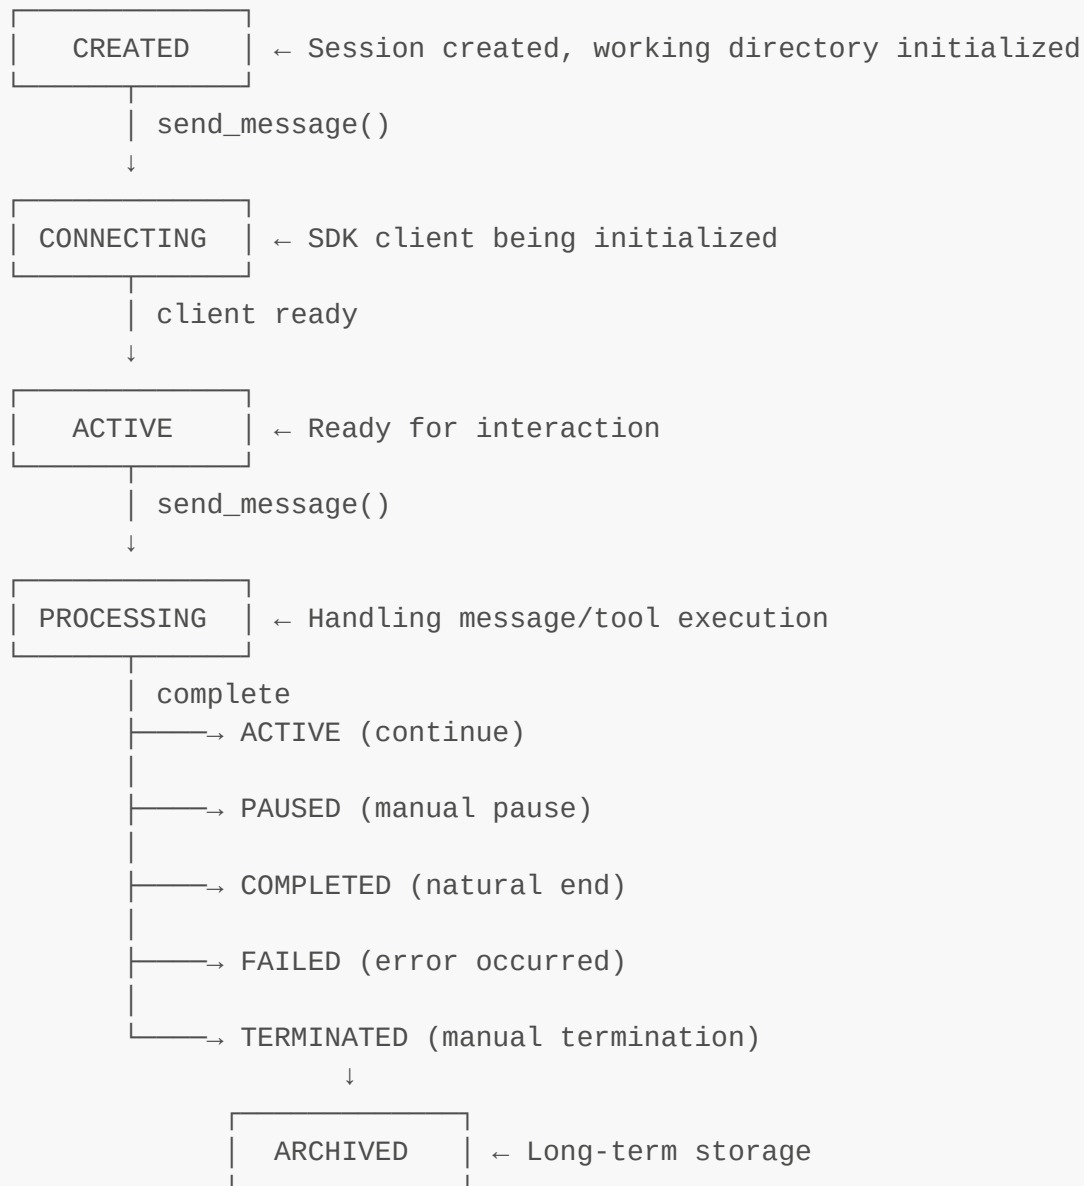 CREATED ← Session created, working directory initialized
send_message()
↓
CONNECTING ← SDK client being initialized
client ready
↓
ACTIVE ← Ready for interaction
send_message()
↓
PROCESSING ← Handling message/tool execution
complete
→ ACTIVE (continue)
→ PAUSED (manual pause)
→ COMPLETED (natural end)
→ FAILED (error occurred)
→ TERMINATED (manual termination)
↓
ARCHIVED ← Long-term storage